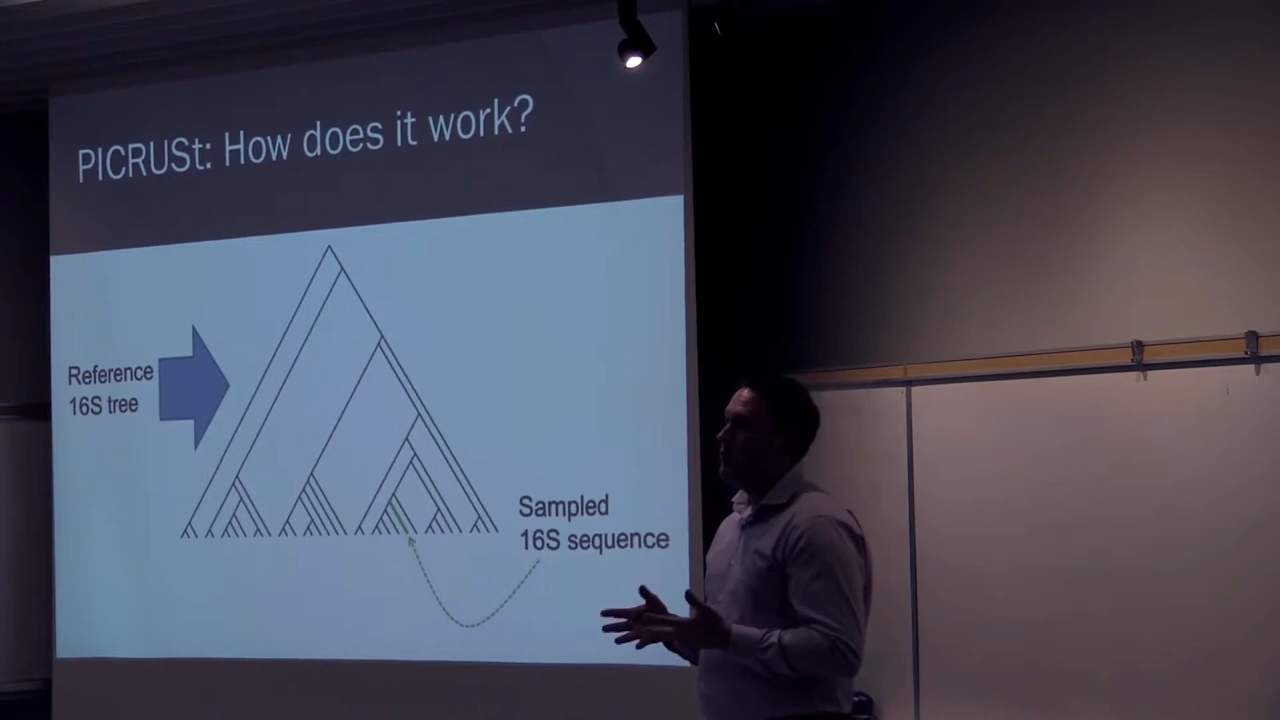 PICRUSt: How does it work?
Reference
16S tree
Sampled
16S sequence